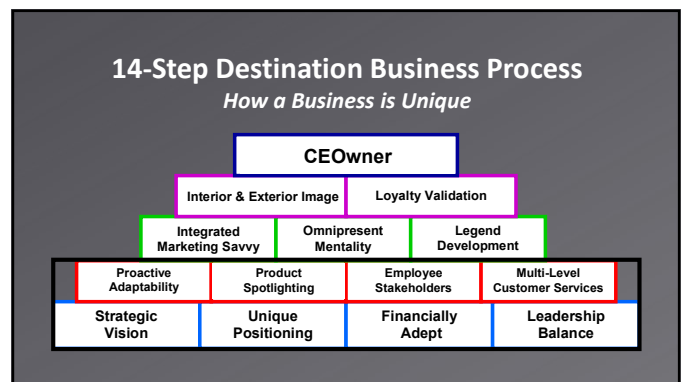 14-Step Destination Business Process
How a Business is Unique
CEOwner
Interior & Exterior Image
Loyalty Validation
Integrated
Marketing Savvy
Omnipresent
Mentality
Legend
Development
Proactive
Adaptability
Product
Spotlighting
Employee
Stakeholders
Multi-Level
Customer Services
Strategic
Vision
Unique
Positioning
Financially
Adept
Leadership
Balance